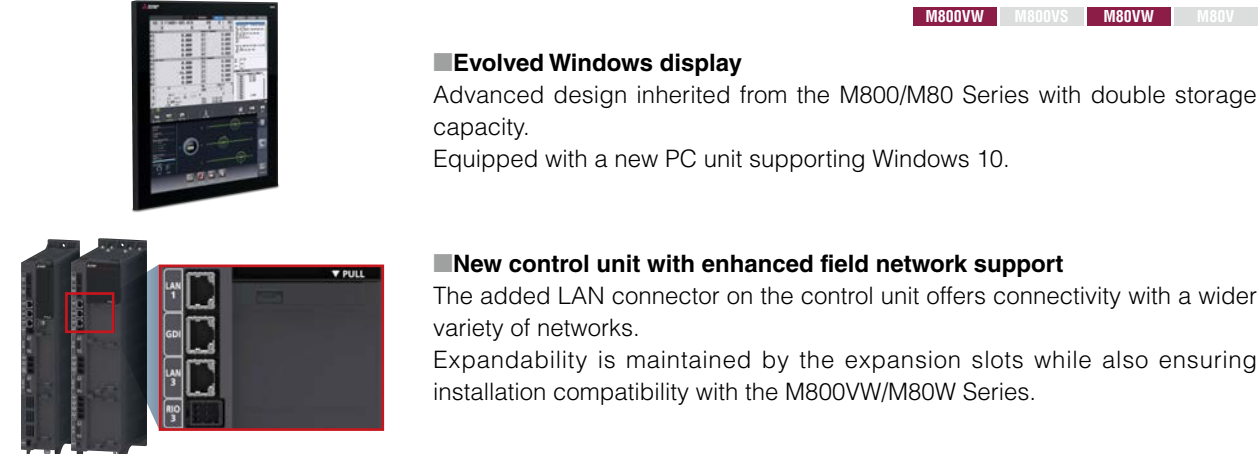 M800VW M800VS M80VW M80V
■Evolved Windows display
Advanced design inherited from the M800/M80 Series with double storage
capacity.
Equipped with a new PC unit supporting Windows 10.
▼ PULL
LAN
1
GDI
LAN
3
RIO
3
■New control unit with enhanced field network support
The added LAN connector on the control unit offers connectivity with a wider
variety of networks.
Expandability is maintained by the expansion slots while also ensuring
installation compatibility with the M800VW/M80W Series.